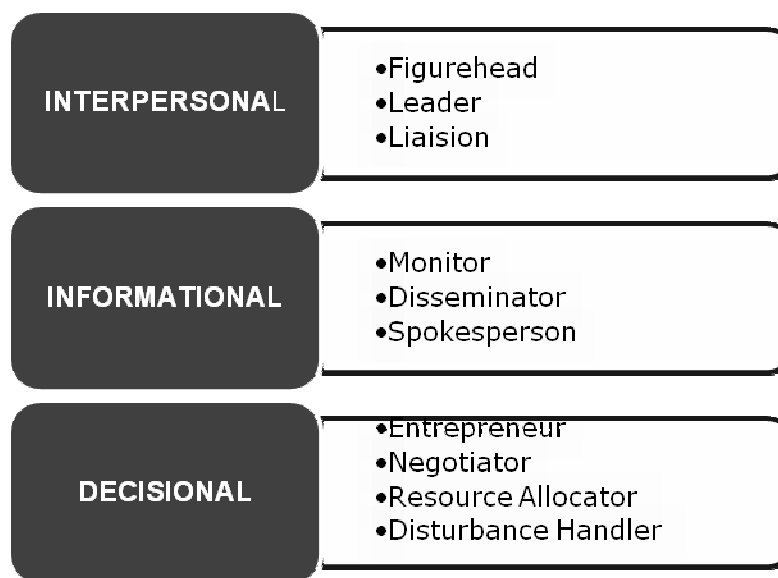 INTERPERSONAL
•Figurehead
•Leader
•Liaision
INFORMATIONAL
•Monitor
•Disseminator
•Spokesperson
DECISIONAL
•Entrepreneur
•Negotiator
•Resource Allocator
•Disturbance Handler